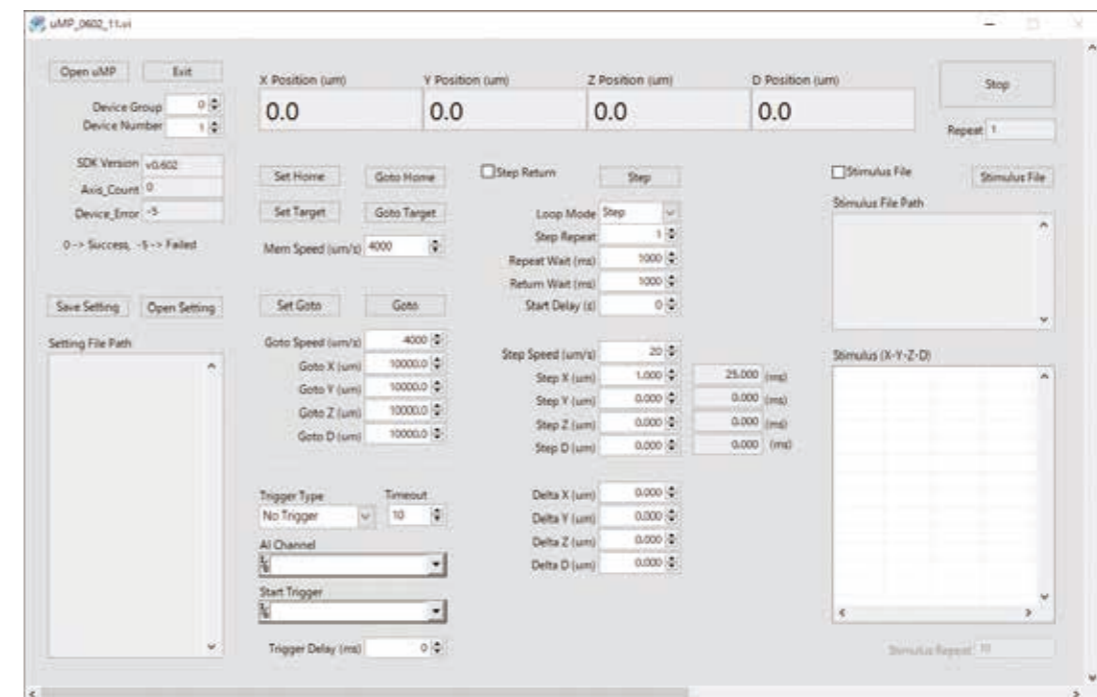 uMP_0602_11.vi
Open uMP Exit
Device Group 0
Device Number 1
SDK Version v0.602
Axis_Count 0
Device_Error -5
0 --> Success, -5 --> Failed
Save Setting Open Setting
Setting File Path
X Position (um) Y Position (um) Z Position (um) D Position (um)
0.0 0.0 0.0 0.0
Stop
Repeat 1
Set Home Goto Home
Set Target Goto Target
Mem Speed (um/s) 4000
Set Goto Goto
Goto Speed (um/s) 4000
Goto X (um) 10000.0
Goto Y (um) 10000.0
Goto Z (um) 10000.0
Goto D (um) 10000.0
Trigger Type Timeout
No Trigger 10
AI Channel
Start Trigger
Trigger Delay (ms) 0
Step Return Step
Loop Mode Step
Step Repeat 1
Repeat Wait (ms) 1000
Return Wait (ms) 1000
Start Delay (s) 0
Step Speed (um/s) 20
Step X (um) 1.000 25.000 (ms)
Step Y (um) 0.000 0.000 (ms)
Step Z (um) 0.000 0.000 (ms)
Step D (um) 0.000 0.000 (ms)
Delta X (um) 0.000
Delta Y (um) 0.000
Delta Z (um) 0.000
Delta D (um) 0.000
Stimulus File Stimulus File
Stimulus File Path
Stimulus (X-Y-Z-D)
Stimulus Repeat 10